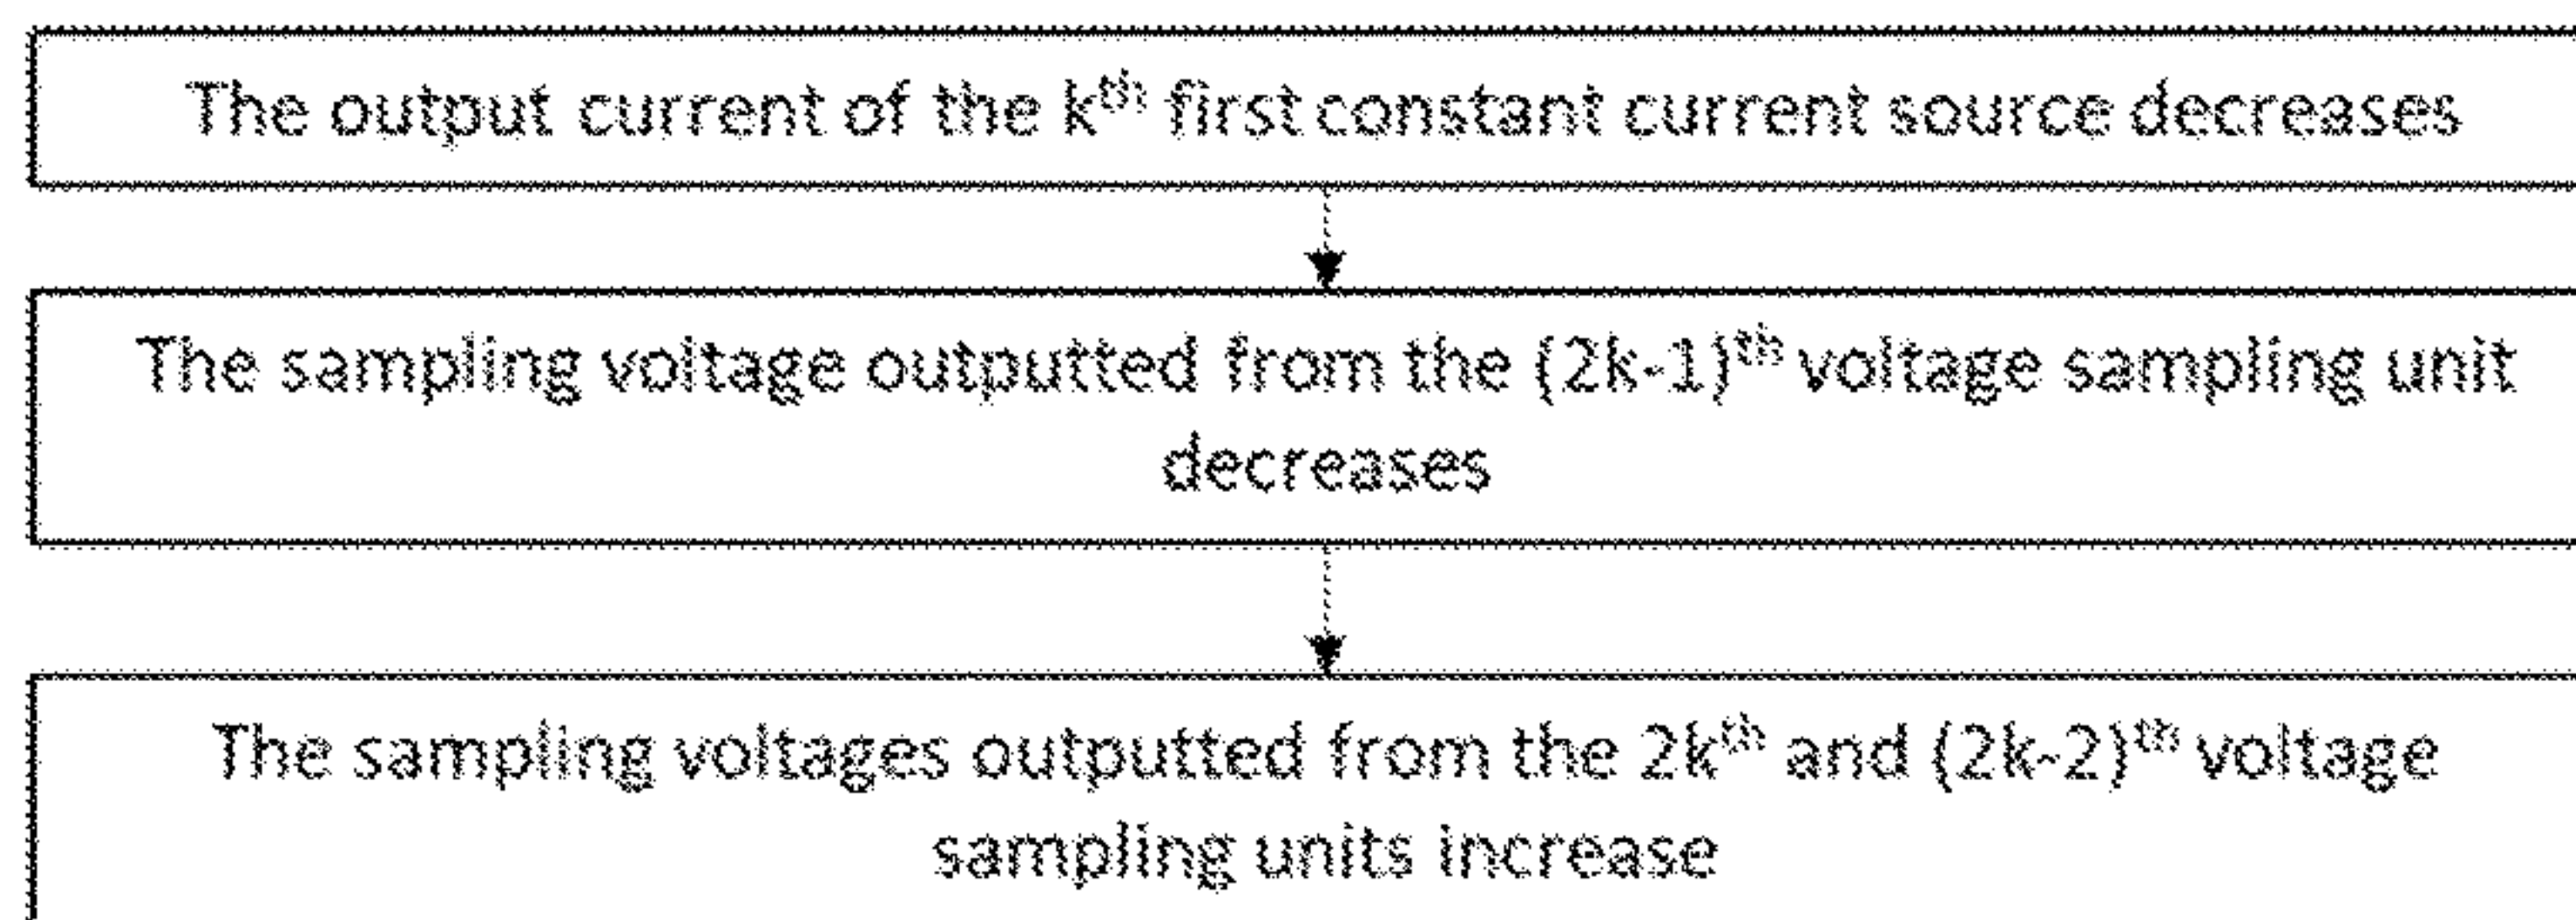 The output current of the kᵗʰ first constant current source decreases
The sampling voltage outputted from the (2k-1)ᵗʰ voltage sampling unit
decreases
The sampling voltages outputted from the 2kᵗʰ and (2k-2)ᵗʰ voltage
sampling units increase